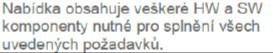 Nabídka obsahuje veškeré HW a SW
komponenty nutné pro splnění všech
uvedených požadavků.